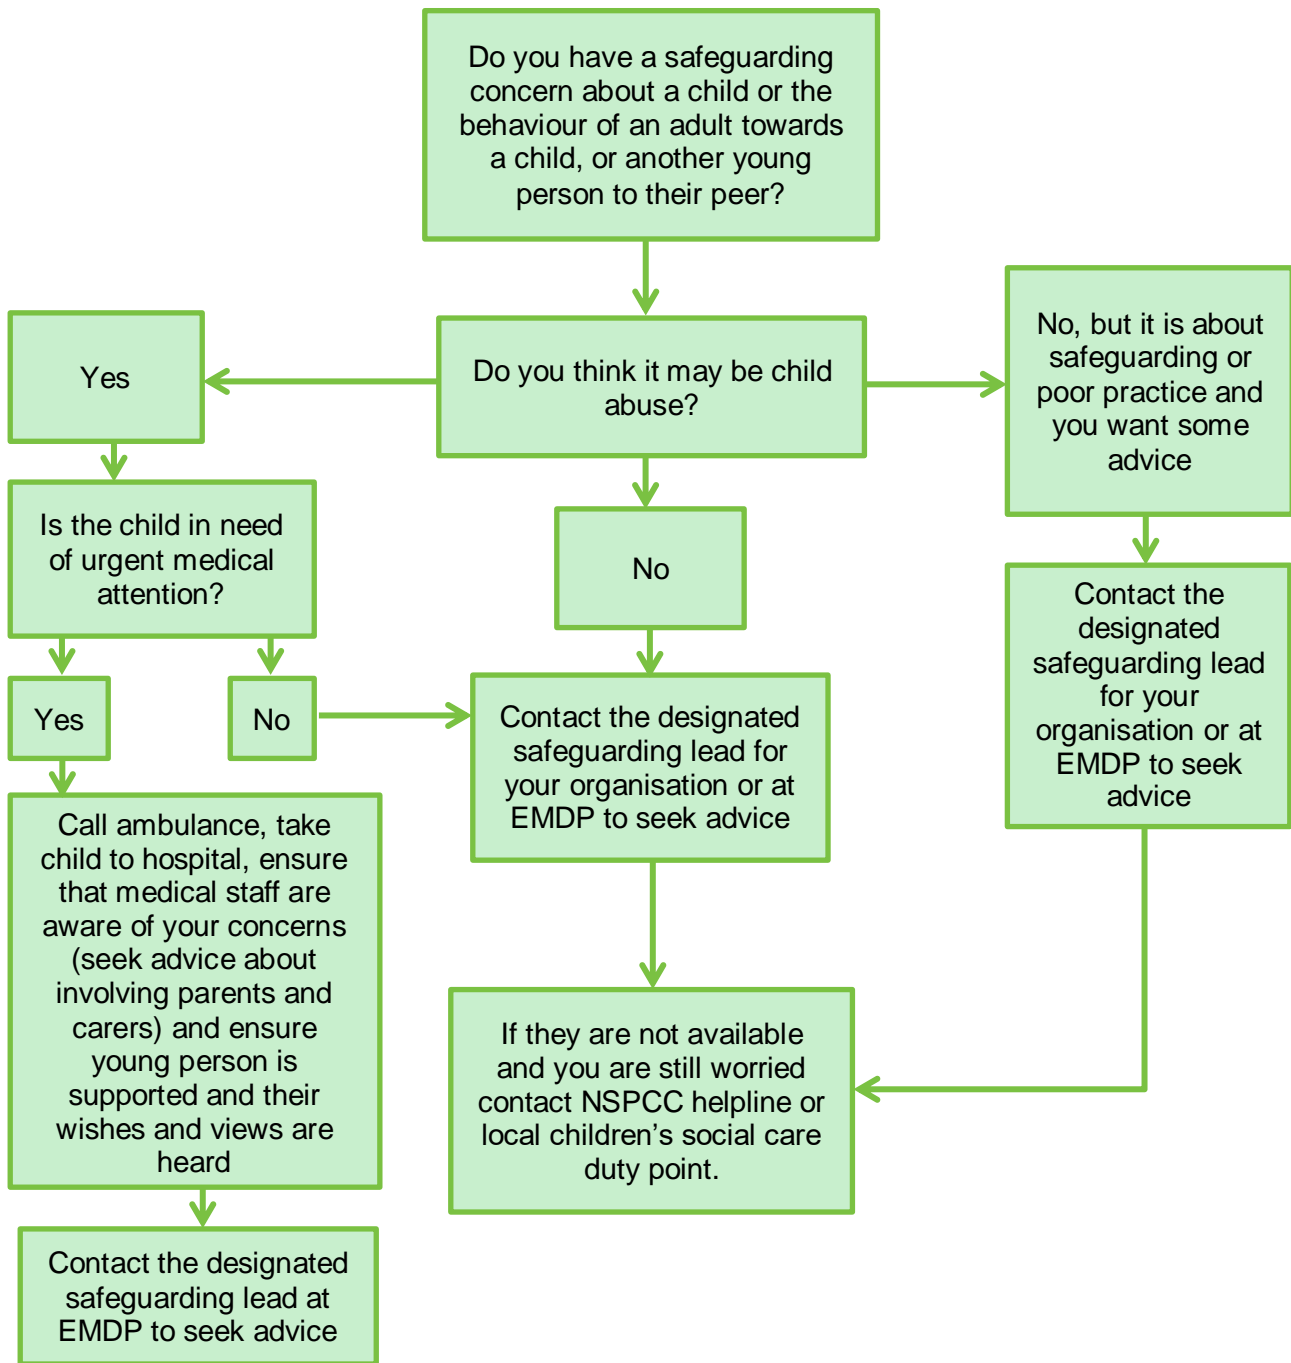 Do you have a safeguarding
concern about a child or the
behaviour of an adult towards
a child, or another young
person to their peer?
Yes
Do you think it may be child
abuse?
No, but it is about
safeguarding or
poor practice and
you want some
advice
Is the child in need
of urgent medical
attention?
No
Contact the
designated
safeguarding lead
for your
organisation or at
EMDP to seek
advice
Yes
No
Contact the designated
safeguarding lead for
your organisation or at
EMDP to seek advice
Call ambulance, take
child to hospital, ensure
that medical staff are
aware of your concerns
(seek advice about
involving parents and
carers) and ensure
young person is
supported and their
wishes and views are
heard
If they are not available
and you are still worried
contact NSPCC helpline or
local children’s social care
duty point.
Contact the designated
safeguarding lead at
EMDP to seek advice